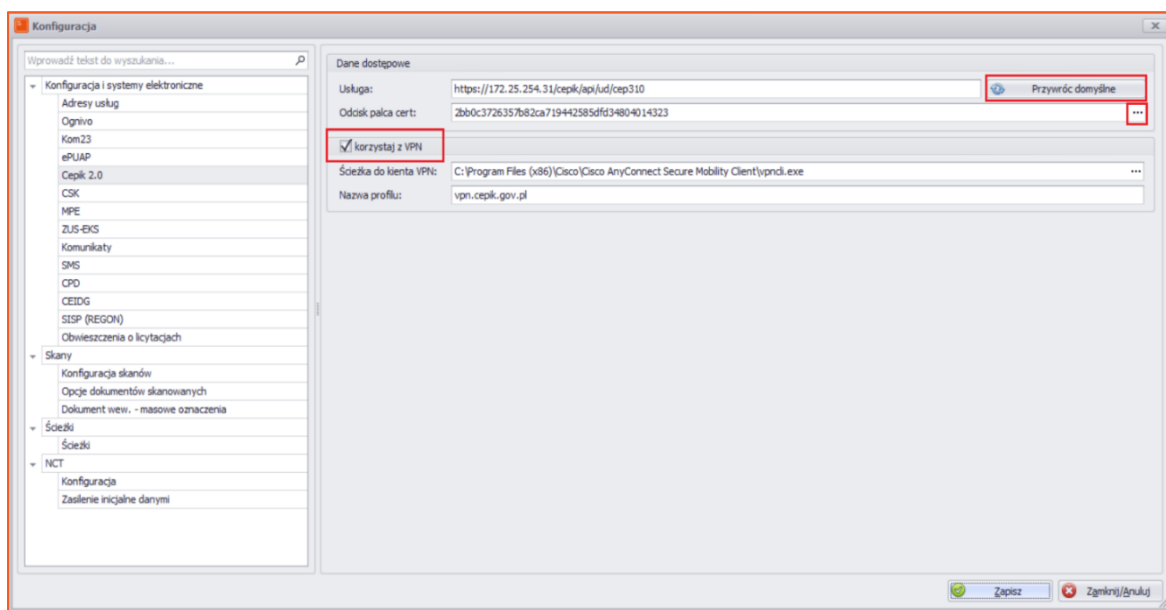 Konfiguracja
Wprowadź tekst do wyszukania...
Konfiguracja i systemy elektroniczne
Adresy usług
Ognivo
Kom23
ePUAP
Cepik 2.0
CSK
MPE
ZUS-EKS
Komunikaty
SMS
CPD
CEIDG
SISP (REGON)
Obwieszczenia o licytacjach
Skany
Konfiguracja skanów
Opcje dokumentów skanowanych
Dokument wew. - masowe oznaczenia
Ścieżki
Ścieżki
NCT
Konfiguracja
Zasilenie inicjalne danymi
Dane dostępowe
Usługa: https://172.25.254.31/cepik/api/ud/cep310 Przywróc domyślne
Odcisk palca cert: 2bb0c3726357b82ca719442585dfd34804014323 ...
korzystaj z VPN
Ścieżka do kienta VPN: C:\Program Files (x86)\Cisco\Cisco AnyConnect Secure Mobility Client\vpncli.exe ...
Nazwa profilu: vpn.cepik.gov.pl
Zapisz Zamknij/Anuluj